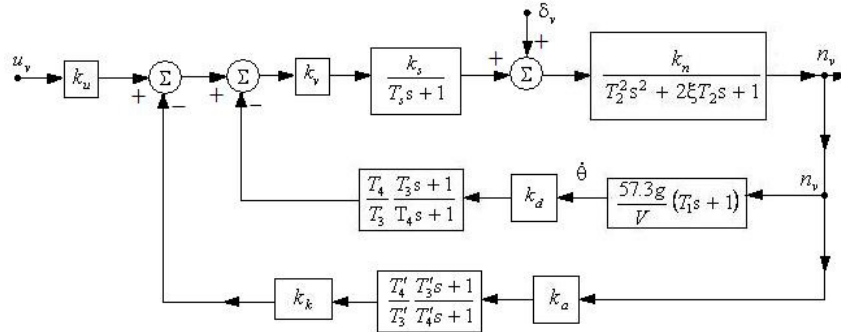 δ_v
u_v
k_u
+
Σ
−
+
Σ
−
k_v
k_s / (T_s s + 1)
+
+
Σ
k_n / (T_2^2 s^2 + 2ξT_2 s + 1)
n_v
T_4/T_3 (T_3 s + 1)/(T_4 s + 1)
k_d
θ̇
57.3g/V (T_1 s + 1)
n_v
k_k
T'_4/T'_3 (T'_3 s + 1)/(T'_4 s + 1)
k_a